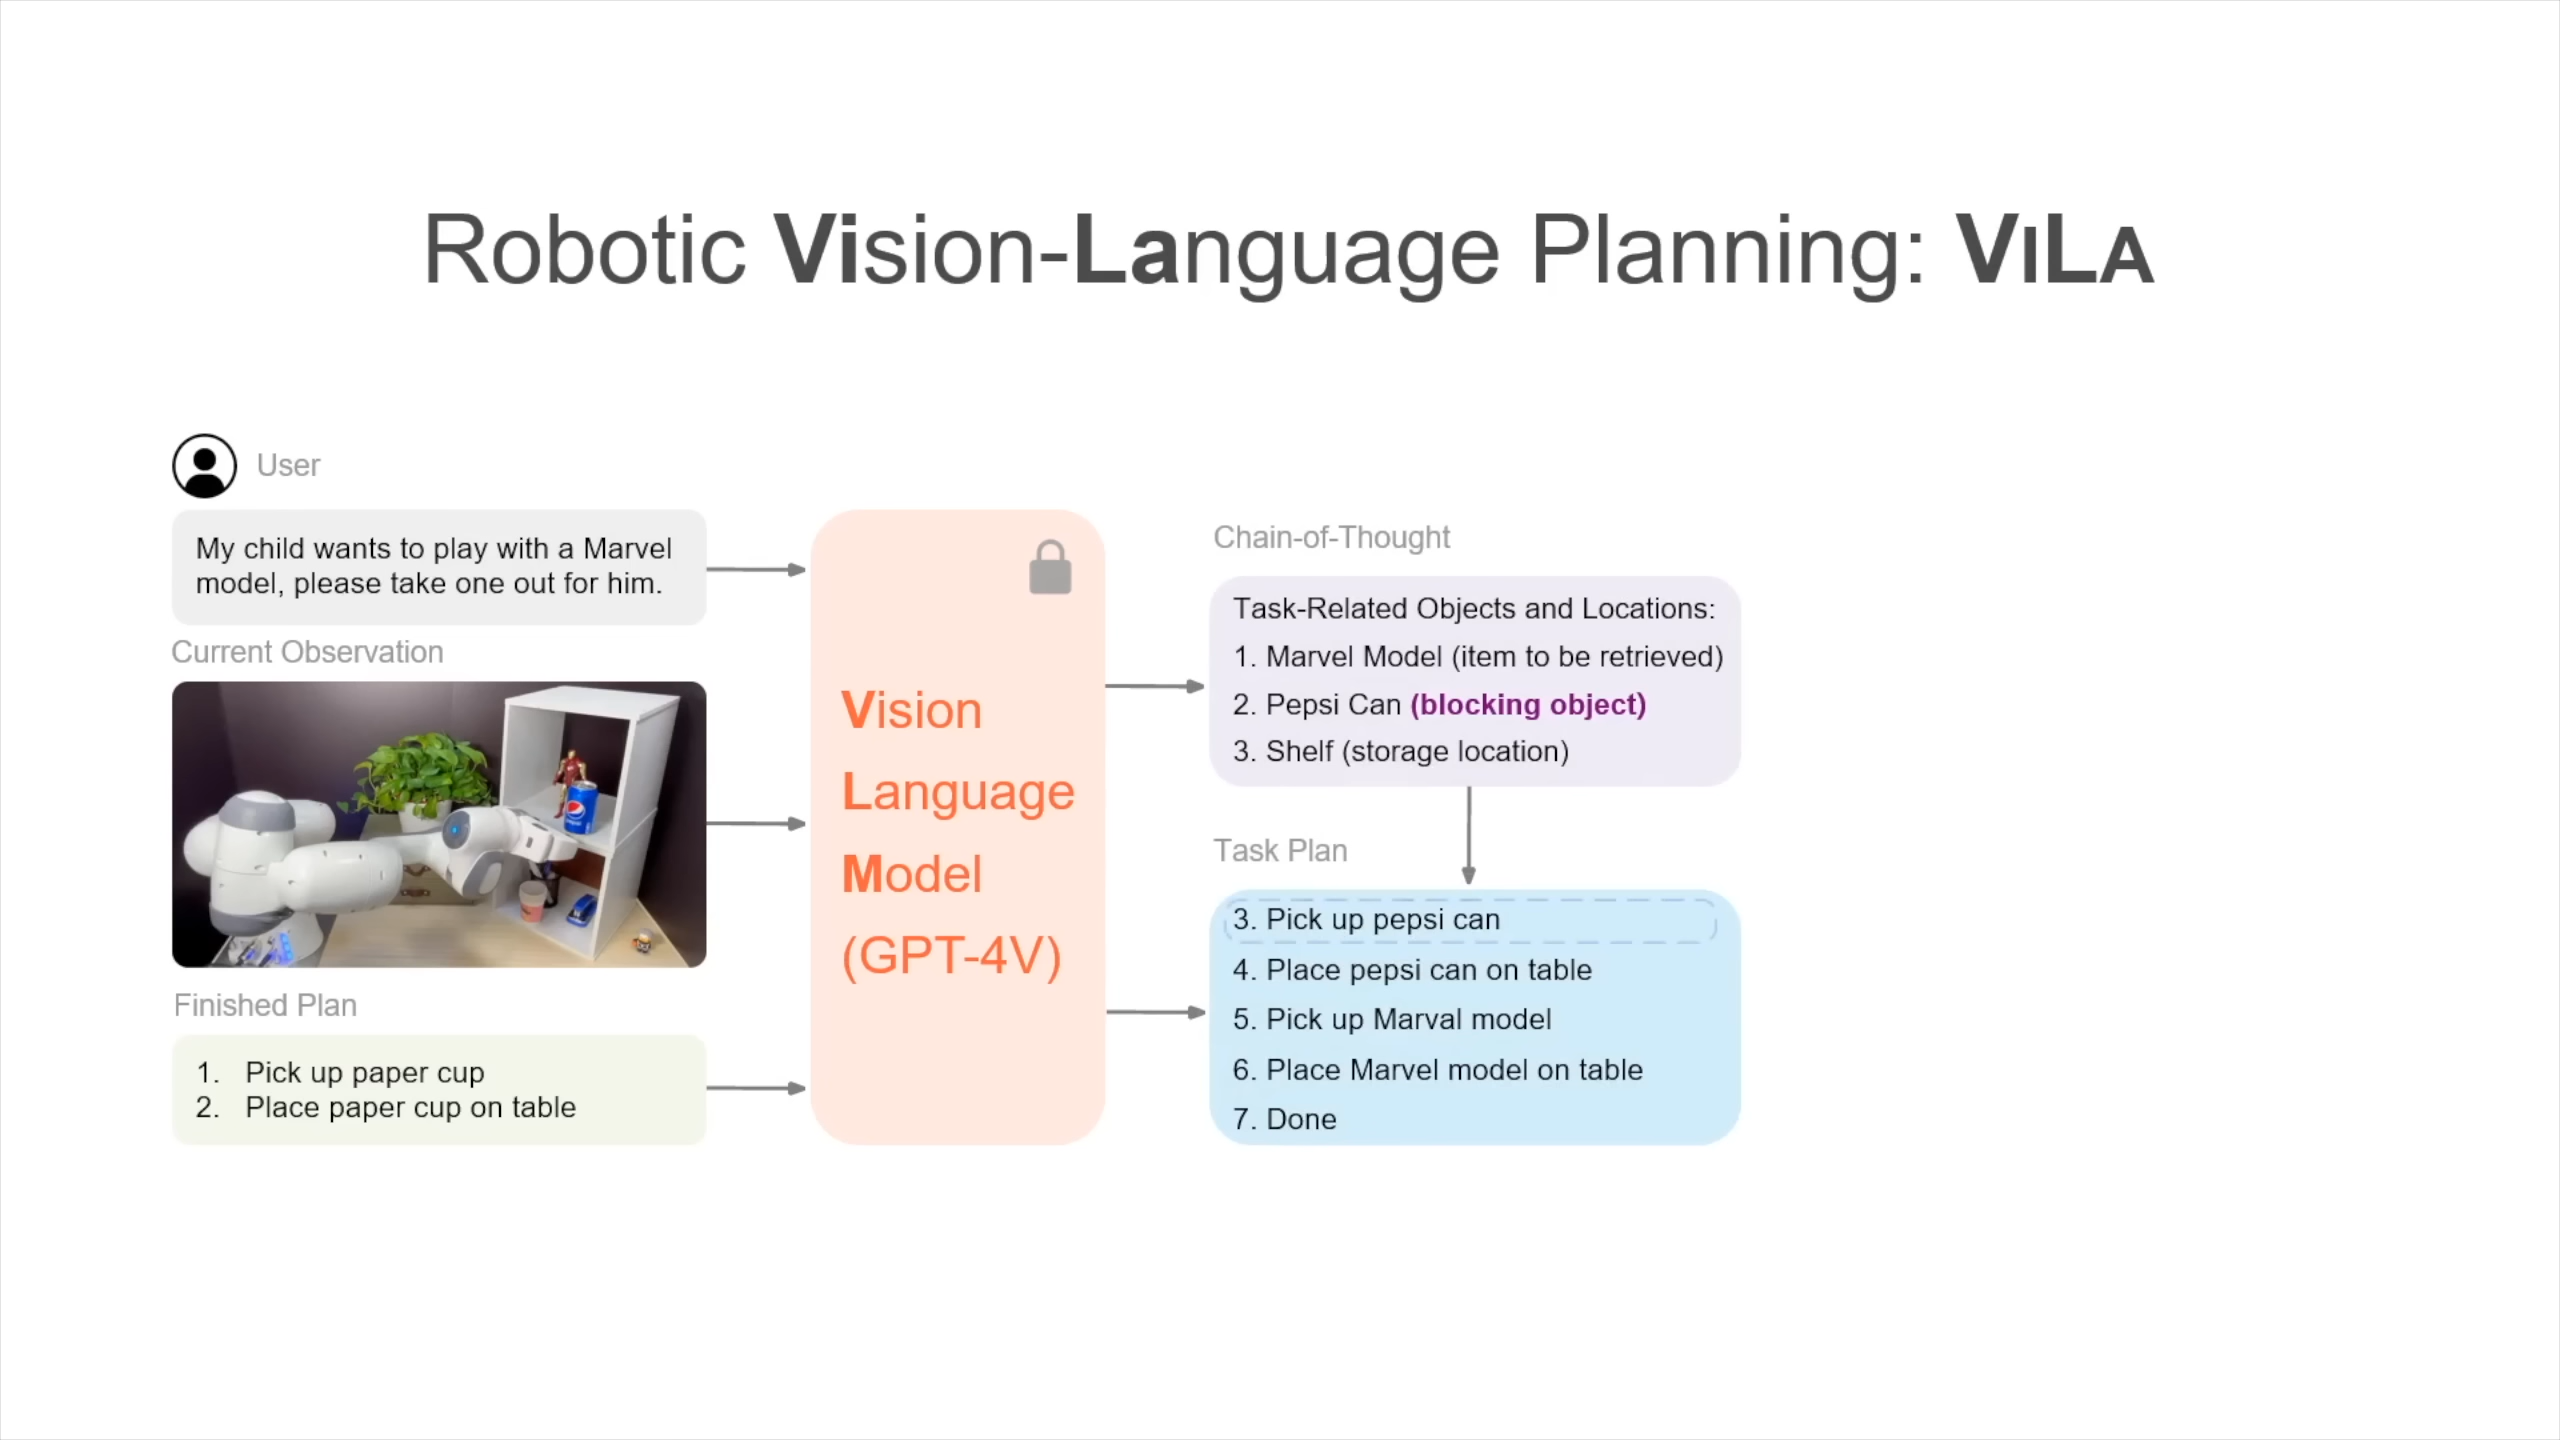 Robotic Vision-Language Planning: VILA
User
My child wants to play with a Marvel
model, please take one out for him.
Current Observation
Finished Plan
1. Pick up paper cup
2. Place paper cup on table
Vision
Language
Model
(GPT-4V)
Chain-of-Thought
Task-Related Objects and Locations:
1. Marvel Model (item to be retrieved)
2. Pepsi Can (blocking object)
3. Shelf (storage location)
Task Plan
3. Pick up pepsi can
4. Place pepsi can on table
5. Pick up Marval model
6. Place Marvel model on table
7. Done